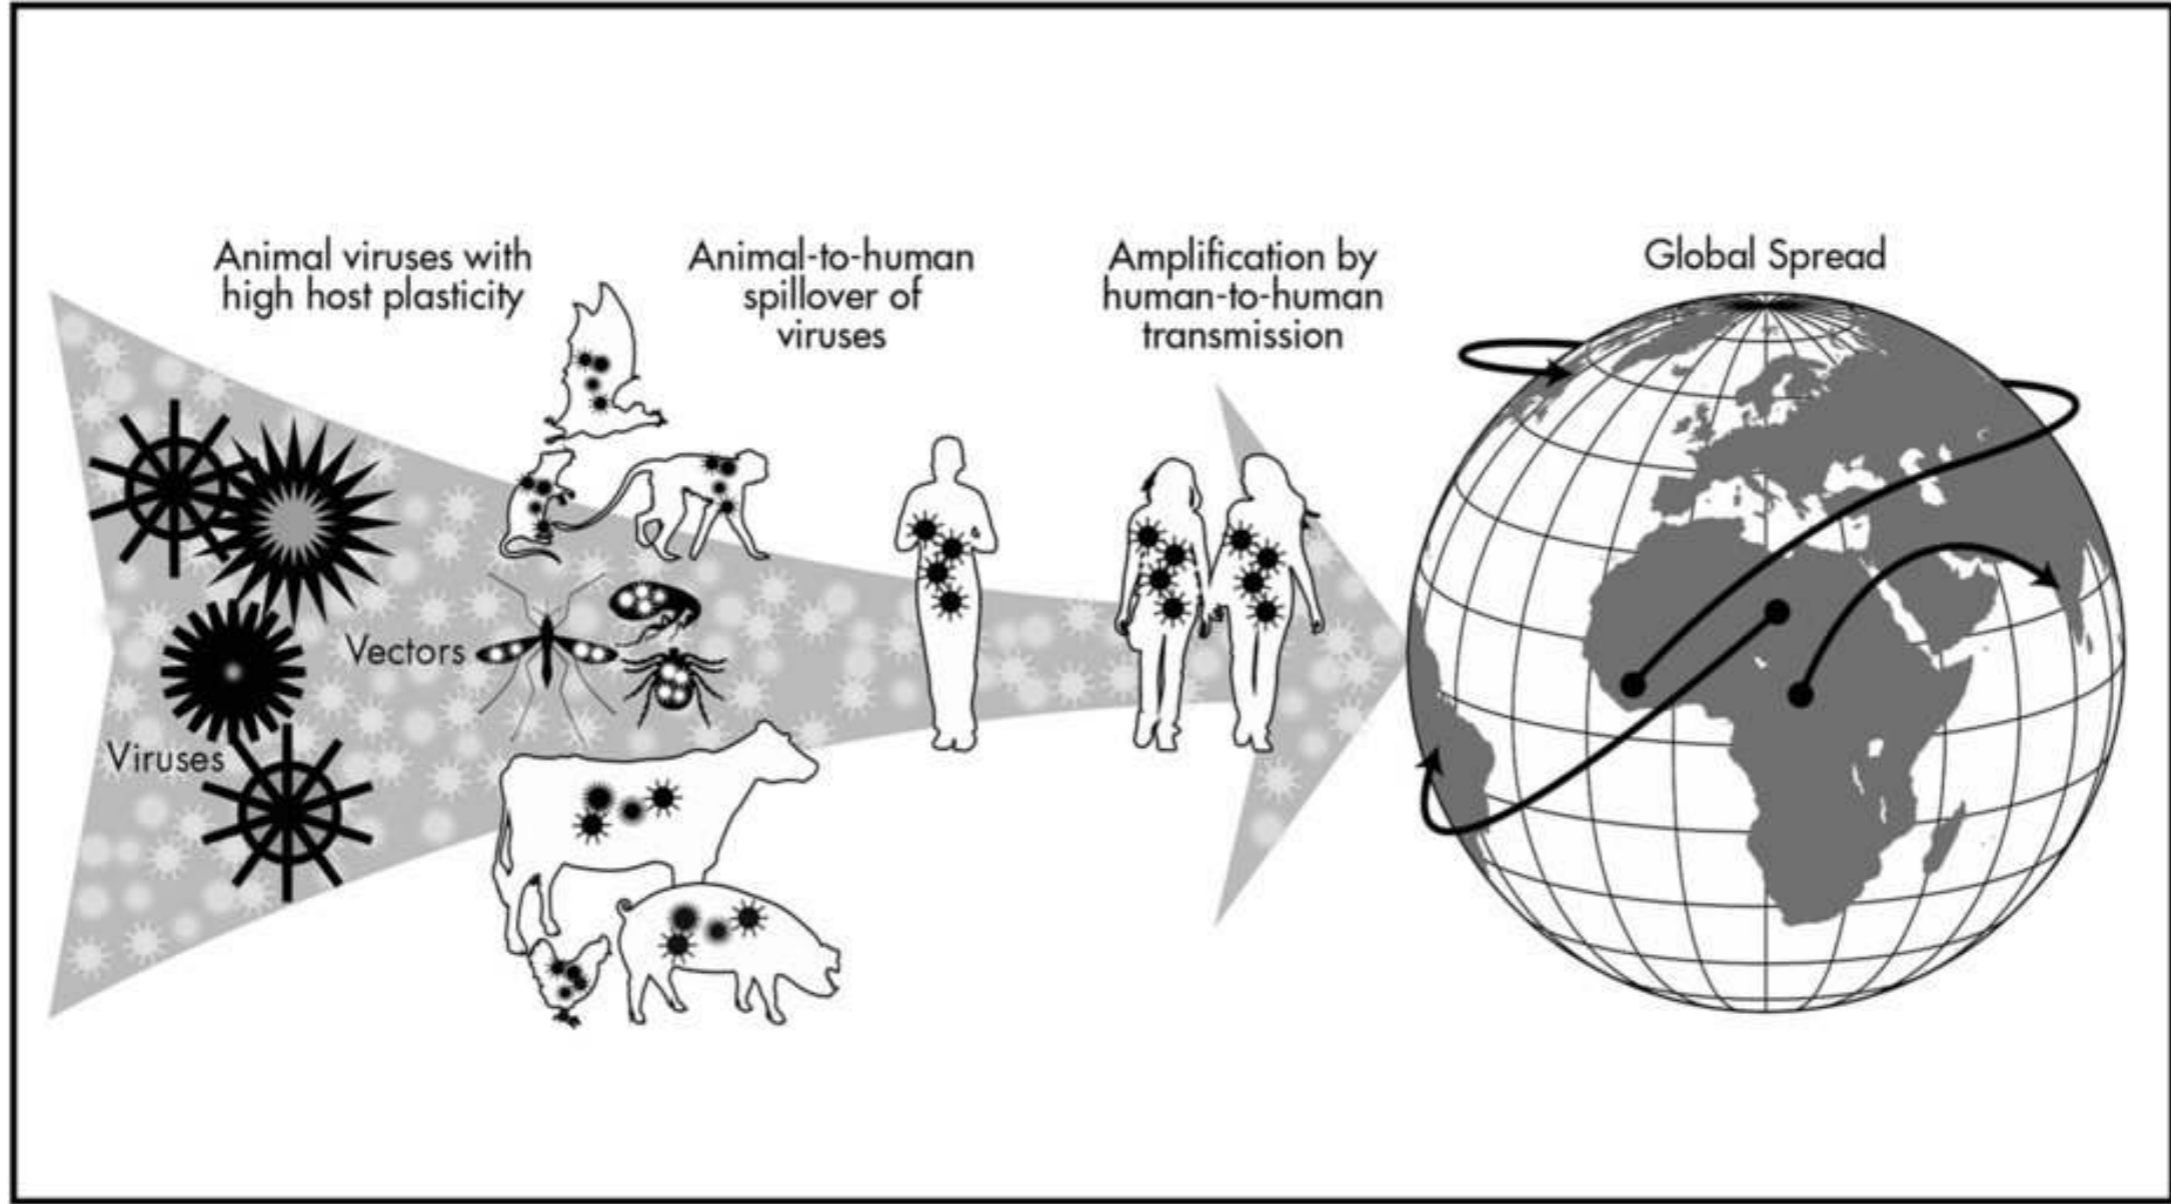 Animal viruses with
high host plasticity
Animal-to-human
spillover of
viruses
Amplification by
human-to-human
transmission
Global Spread
Vectors
Viruses